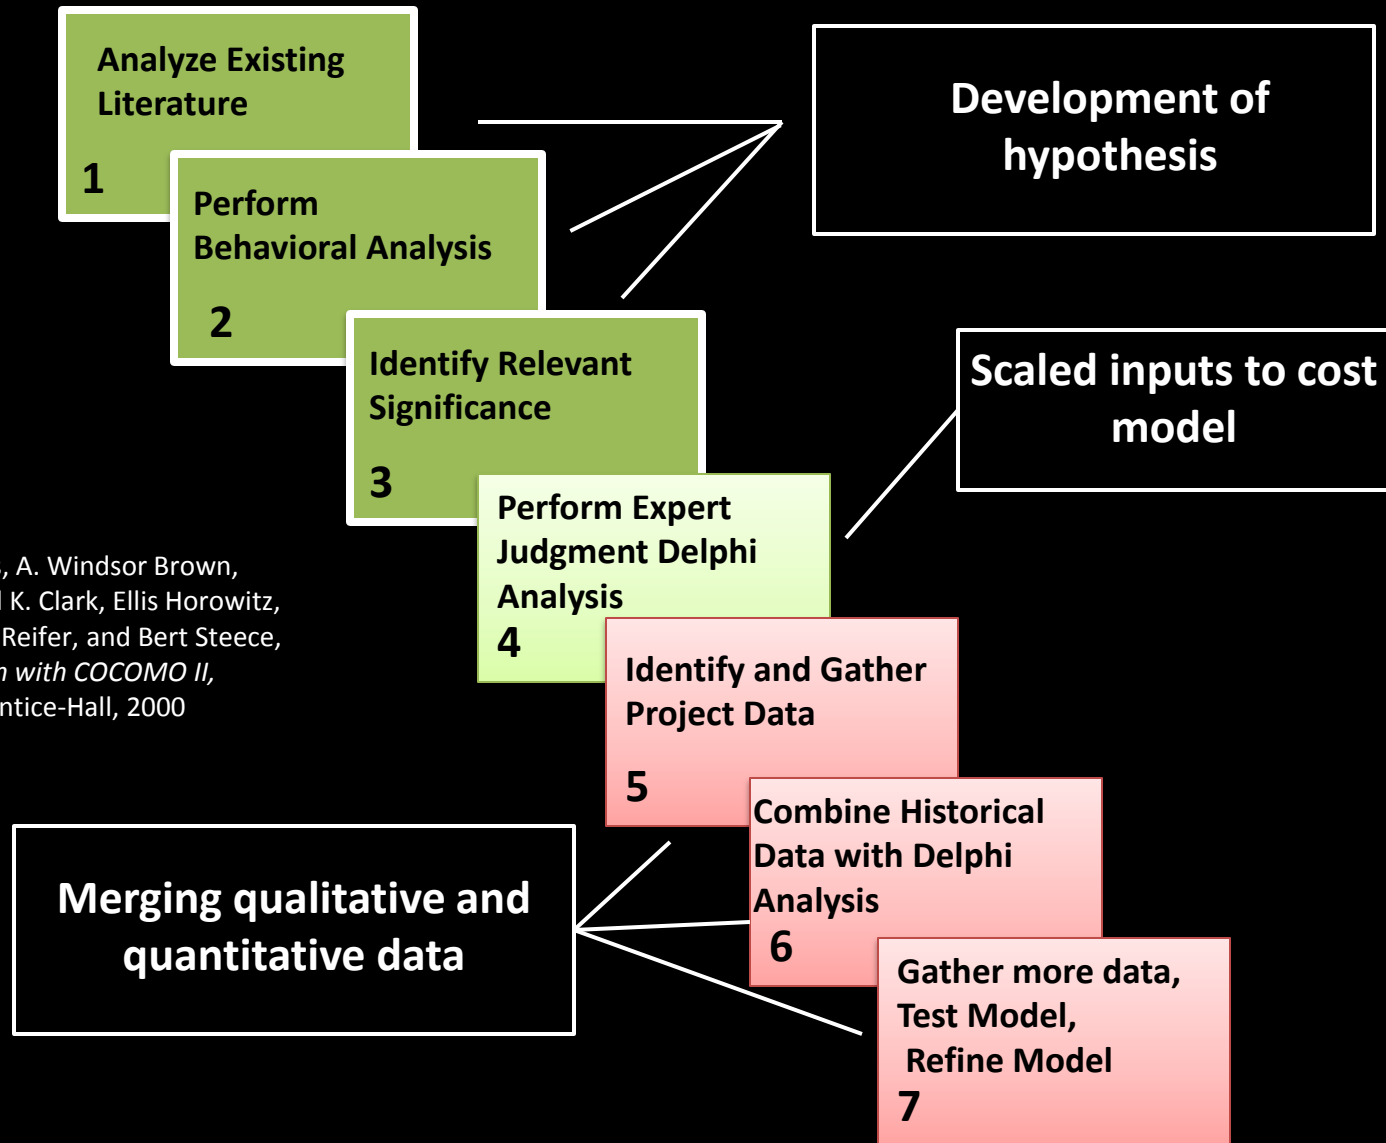 Analyze Existing
Literature
1
Perform
Behavioral Analysis
2
Identify Relevant
Significance
3
Perform Expert
Judgment Delphi
Analysis
4
Identify and Gather
Project Data
5
Combine Historical
Data with Delphi
Analysis
6
Gather more data,
Test Model,
Refine Model
7
Development of
hypothesis
Scaled inputs to cost
model
, A. Windsor Brown,
K. Clark, Ellis Horowitz,
Reifer, and Bert Steece,
with COCOMO II,
ntice-Hall, 2000
Merging qualitative and
quantitative data